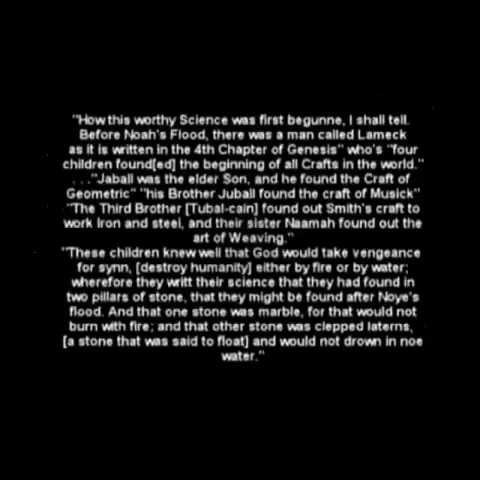 "How this worthy Science was first begunne, I shall tell.
Before Noah's Flood, there was a man called Lameck
as it is written in the 4th Chapter of Genesis" who's "four
children found[ed] the beginning of all Crafts in the world."
. . ."Jaball was the elder Son, and he found the Craft of
Geometric" "his Brother Juball found the craft of Musick"
"The Third Brother [Tubal-cain] found out Smith's craft to
work Iron and steel, and their sister Naamah found out the
art of Weaving."
"These children knew well that God would take vengeance
for synn, [destroy humanity] either by fire or by water;
wherefore they writt their science that they had found in
two pillars of stone, that they might be found after Noye's
flood. And that one stone was marble, for that would not
burn with fire; and that other stone was clepped laterns,
[a stone that was said to float] and would not drown in noe
water."